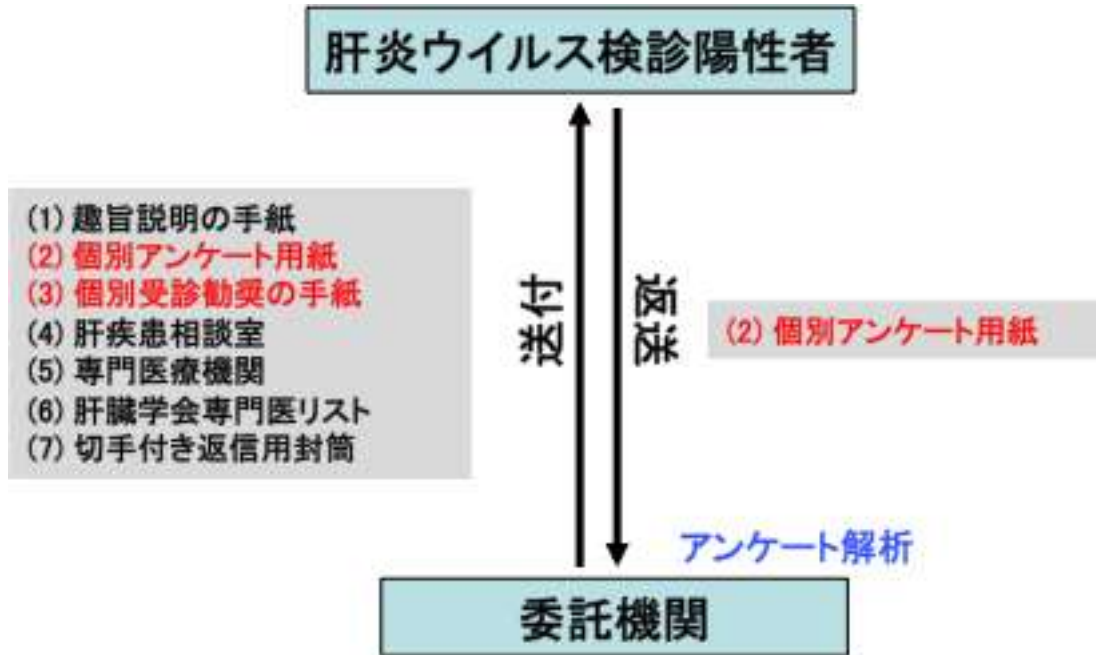 肝炎ウイルス検診陽性者
(1) 趣旨説明の手紙
(2) 個別アンケート用紙
(3) 個別受診勧奨の手紙
(4) 肝疾患相談室
(5) 専門医療機関
(6) 肝臓学会専門医リスト
(7) 切手付き返信用封筒
送付
返送
(2) 個別アンケート用紙
アンケート解析
委託機関